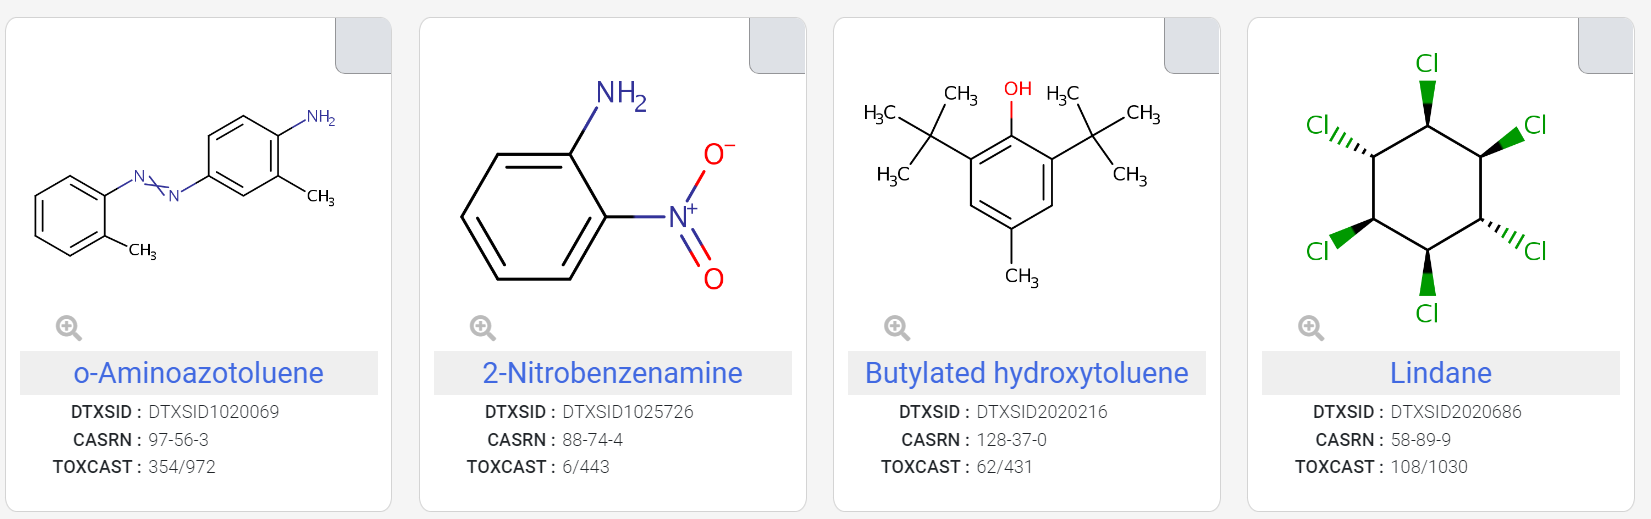 NH2
N
N
CH3
CH3
o-Aminoazotoluene
DTXSID : DTXSID1020069
CASRN : 97-56-3
TOXCAST : 354/972
NH2
O−
N+
O
2-Nitrobenzenamine
DTXSID : DTXSID1025726
CASRN : 88-74-4
TOXCAST : 6/443
OH
CH3
H3C
H3C
CH3
H3C
CH3
CH3
Butylated hydroxytoluene
DTXSID : DTXSID2020216
CASRN : 128-37-0
TOXCAST : 62/431
Cl
Cl
Cl
Cl
Cl
Cl
Lindane
DTXSID : DTXSID2020686
CASRN : 58-89-9
TOXCAST : 108/1030